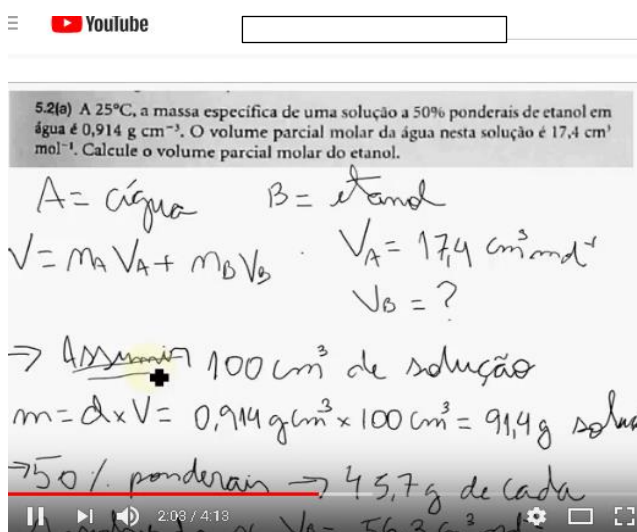 YouTube
5.2(a) A 25°C, a massa específica de uma solução a 50% ponderais de etanol em
água é 0,914 g cm⁻³. O volume parcial molar da água nesta solução é 17,4 cm³
mol⁻¹. Calcule o volume parcial molar do etanol.
A = água B = etanol
V = nA VA + nB VB . VA = 17,4 cm³ mol⁻¹
VB = ?
→ Assumir 100 cm³ de solução
m = d x V = 0,914 g cm³ x 100 cm³ = 91,4 g
→ 50% ponderais → 45,7 g de cada
2:03 / 4:13